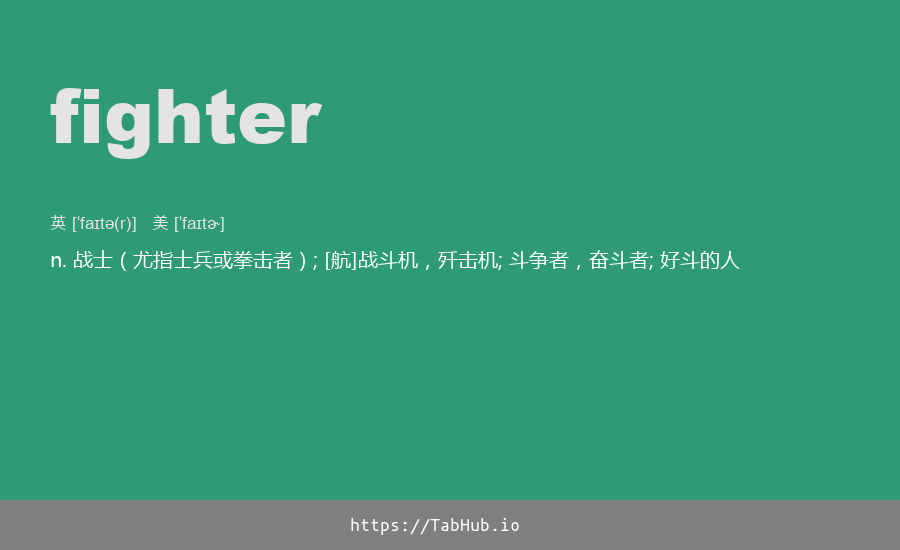 fighter
英 [ˈfaɪtə(r)] 美 [ˈfaɪtɚ]
n. 战士（尤指士兵或拳击者）; [航]战斗机，歼击机; 斗争者，奋斗者; 好斗的人
https://TabHub.io